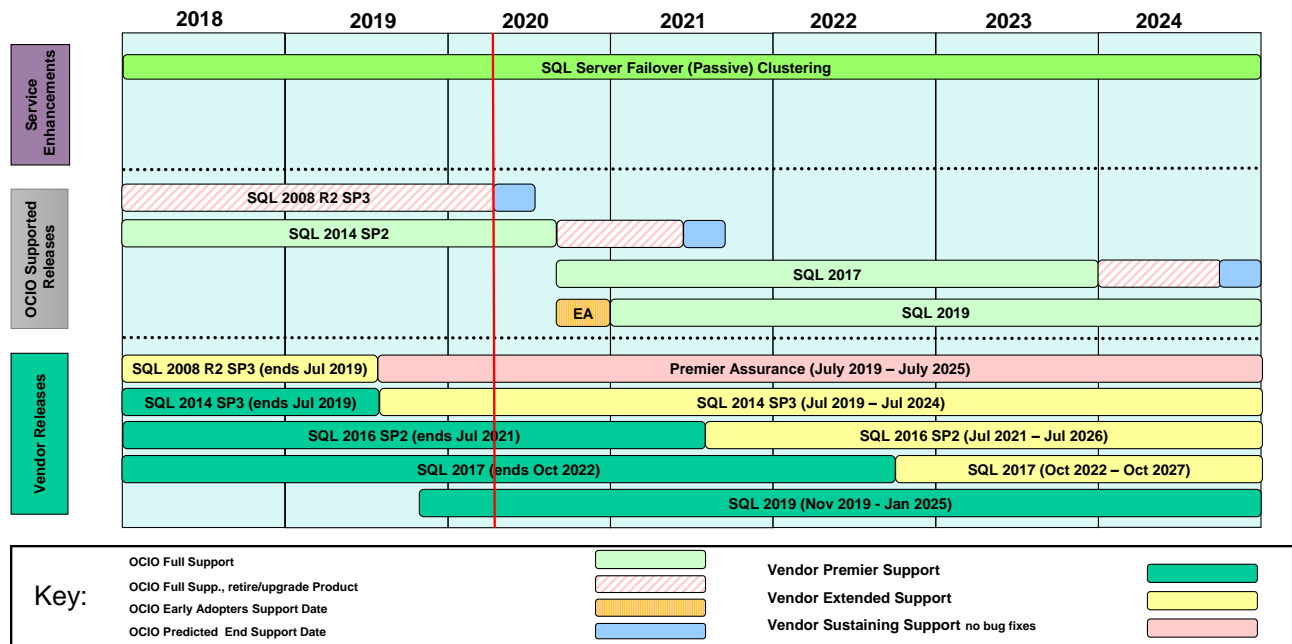 2018 2019 2020 2021 2022 2023 2024
Service Enhancements
SQL Server Failover (Passive) Clustering
OCIO Supported Releases
SQL 2008 R2 SP3
SQL 2014 SP2
SQL 2017
EA SQL 2019
Vendor Releases
SQL 2008 R2 SP3 (ends Jul 2019) Premier Assurance (July 2019 – July 2025)
SQL 2014 SP3 (ends Jul 2019) SQL 2014 SP3 (Jul 2019 – Jul 2024)
SQL 2016 SP2 (ends Jul 2021) SQL 2016 SP2 (Jul 2021 – Jul 2026)
SQL 2017 (ends Oct 2022) SQL 2017 (Oct 2022 – Oct 2027)
SQL 2019 (Nov 2019 - Jan 2025)
Key:
OCIO Full Support
OCIO Full Supp., retire/upgrade Product
OCIO Early Adopters Support Date
OCIO Predicted End Support Date
Vendor Premier Support
Vendor Extended Support
Vendor Sustaining Support no bug fixes